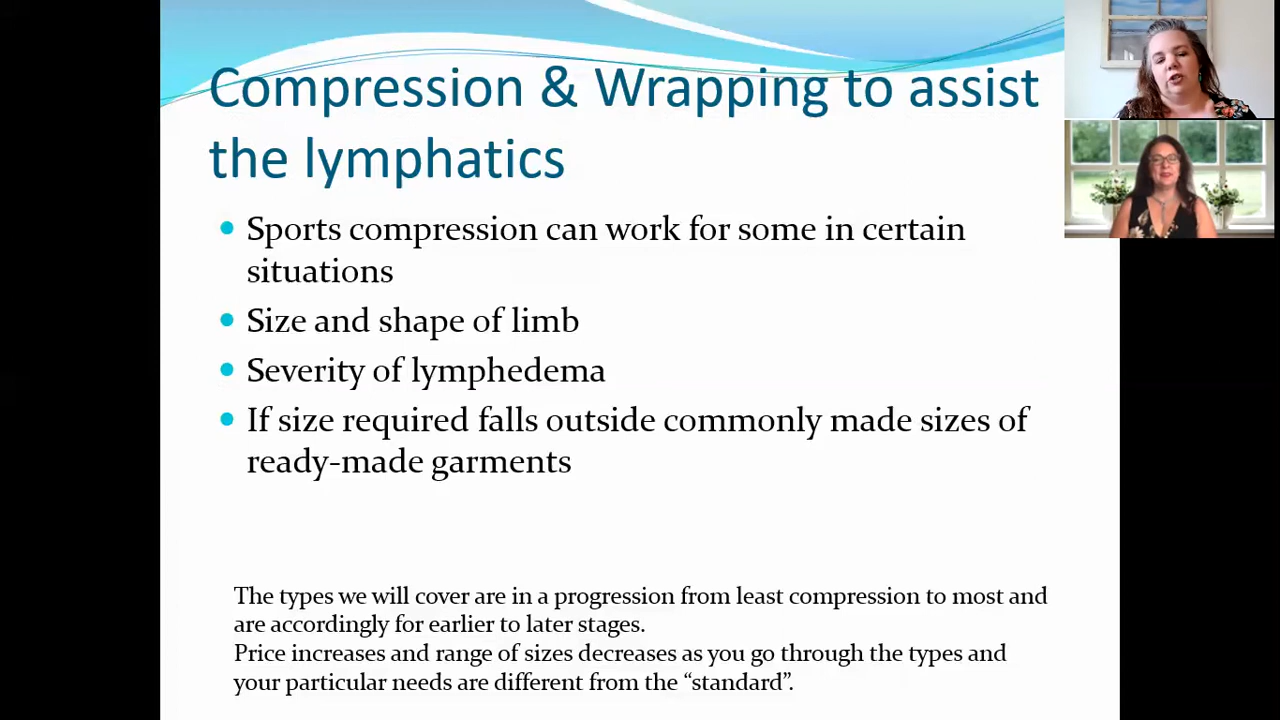 Compression & Wrapping to assist
the lymphatics
• Sports compression can work for some in certain
situations
• Size and shape of limb
• Severity of lymphedema
• If size required falls outside commonly made sizes of
ready-made garments
The types we will cover are in a progression from least compression to most and
are accordingly for earlier to later stages.
Price increases and range of sizes decreases as you go through the types and
your particular needs are different from the “standard”.